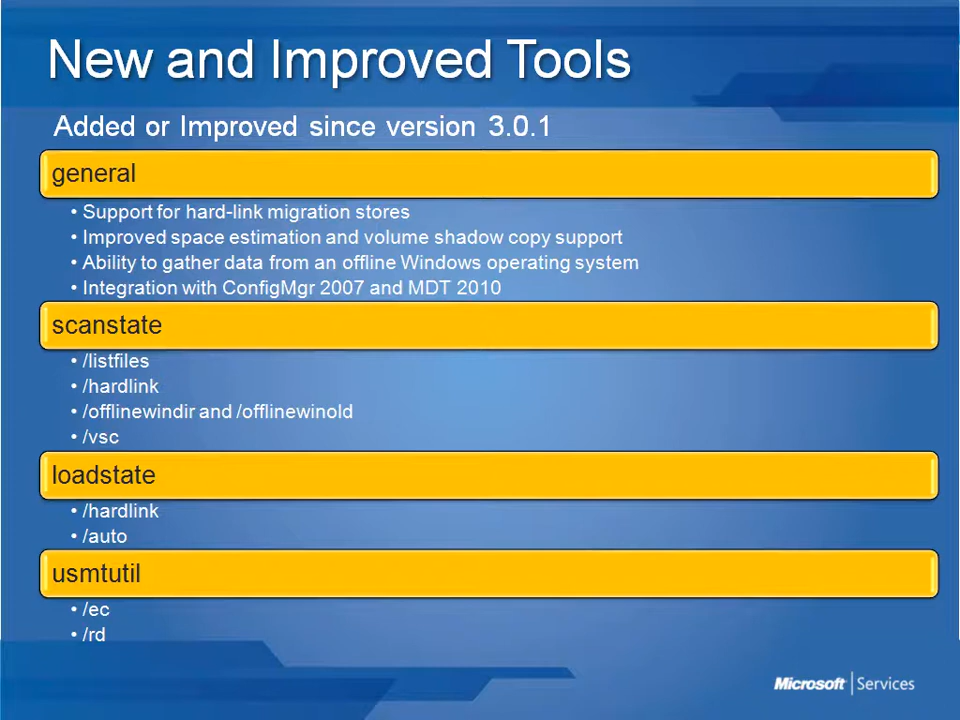 New and Improved Tools
Added or Improved since version 3.0.1
general
• Support for hard-link migration stores
• Improved space estimation and volume shadow copy support
• Ability to gather data from an offline Windows operating system
• Integration with ConfigMgr 2007 and MDT 2010
scanstate
• /listfiles
• /hardlink
• /offlinewindir and /offlinewinold
• /vsc
loadstate
• /hardlink
• /auto
usmtutil
• /ec
• /rd
Microsoft | Services